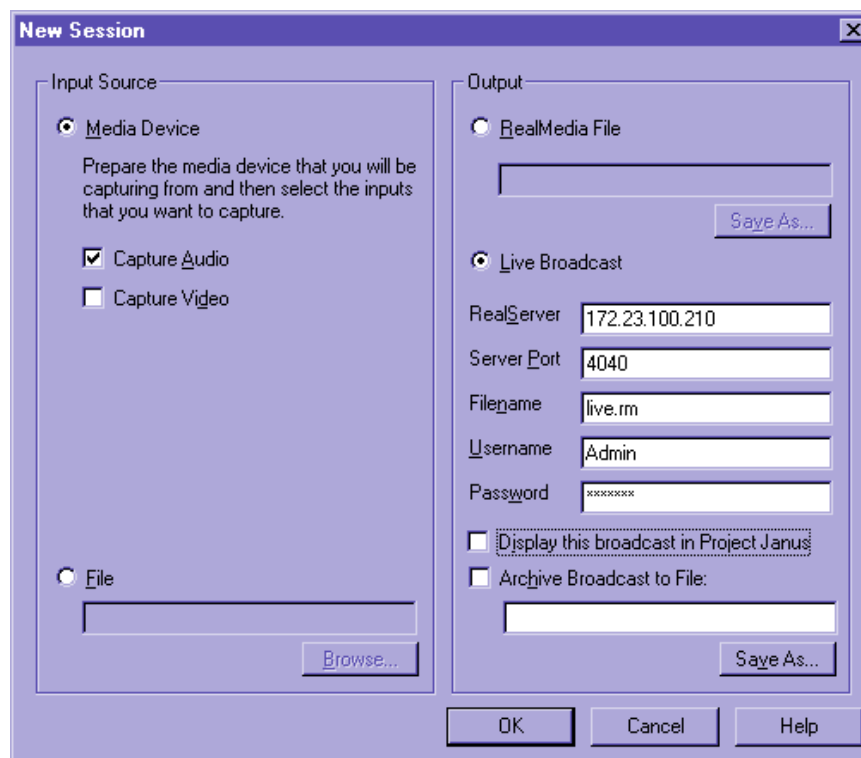 New Session
Input Source
Media Device
Prepare the media device that you will be
capturing from and then select the inputs
that you want to capture.
Capture Audio
Capture Video
File
Browse...
Output
RealMedia File
Save As...
Live Broadcast
RealServer 172.23.100.210
Server Port 4040
Filename live.rm
Username Admin
Password *******
Display this broadcast in Project Janus
Archive Broadcast to File:
Save As...
OK Cancel Help